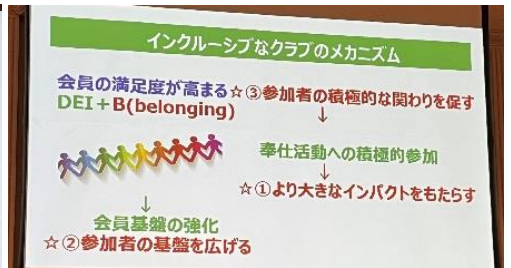 インクルーシブなクラブのメカニズム
会員の満足度が高まる☆③参加者の積極的な関わりを促す
DEI+B(belonging)
↓
奉仕活動への積極的参加
↓
☆①より大きなインパクトをもたらす
↓
会員基盤の強化
☆②参加者の基盤を広げる